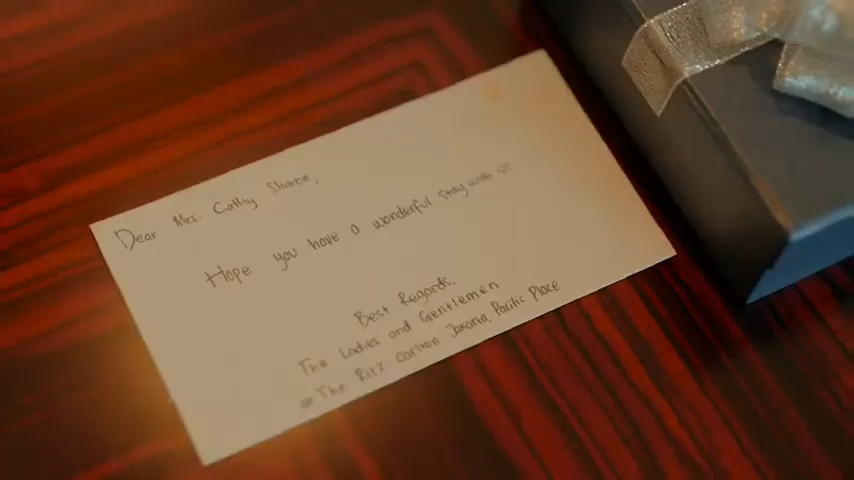 Dear Mrs. Cathy Sharon,
Hope you have a wonderful stay with us
Best Regards,
The Ladies and Gentlemen
The Ritz Carlton Jakarta, Pacific Place